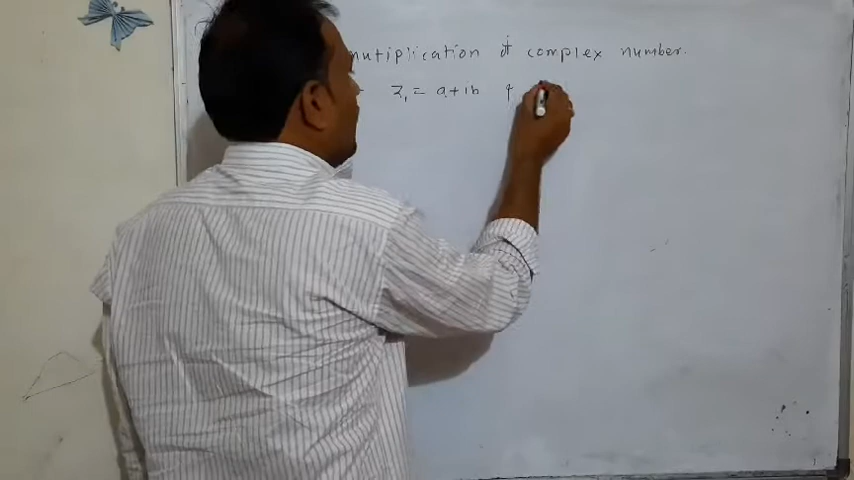 mutiplication of complex number.
z₁ = a+ib &